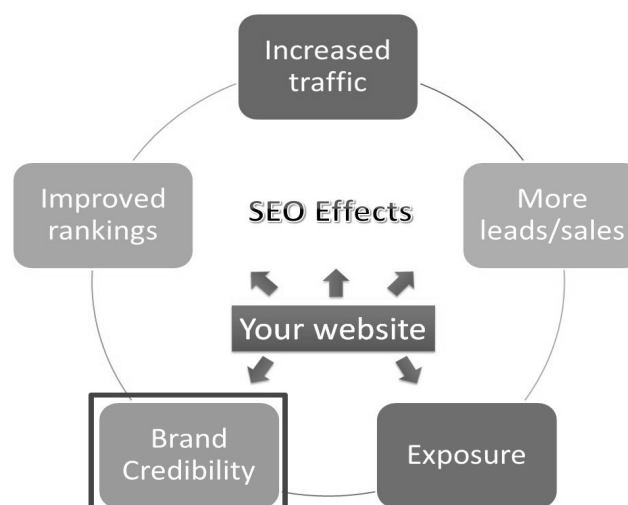 Increased
traffic
Improved
rankings
SEO Effects
More
leads/sales
Your website
Brand
Credibility
Exposure